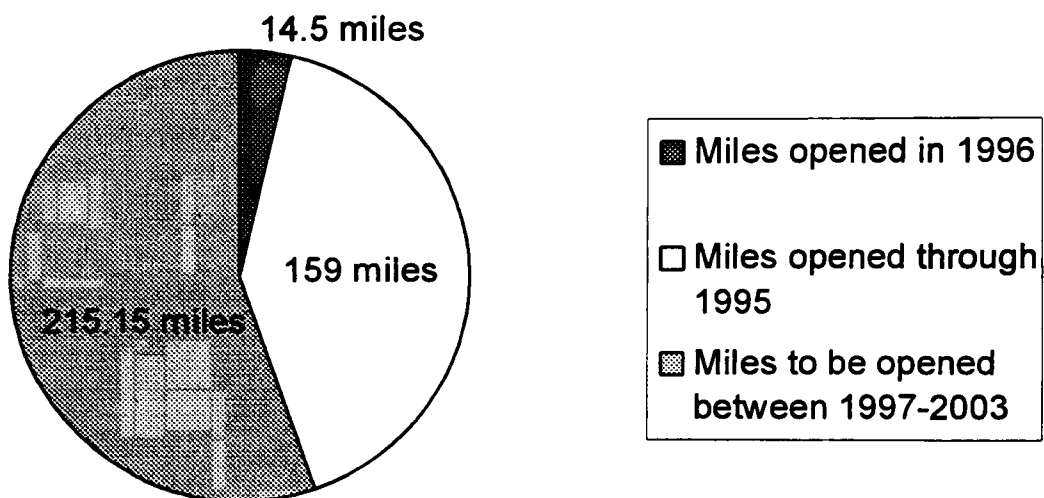 14.5 miles
159 miles
215.15 miles
Miles opened in 1996
Miles opened through
1995
Miles to be opened
between 1997-2003